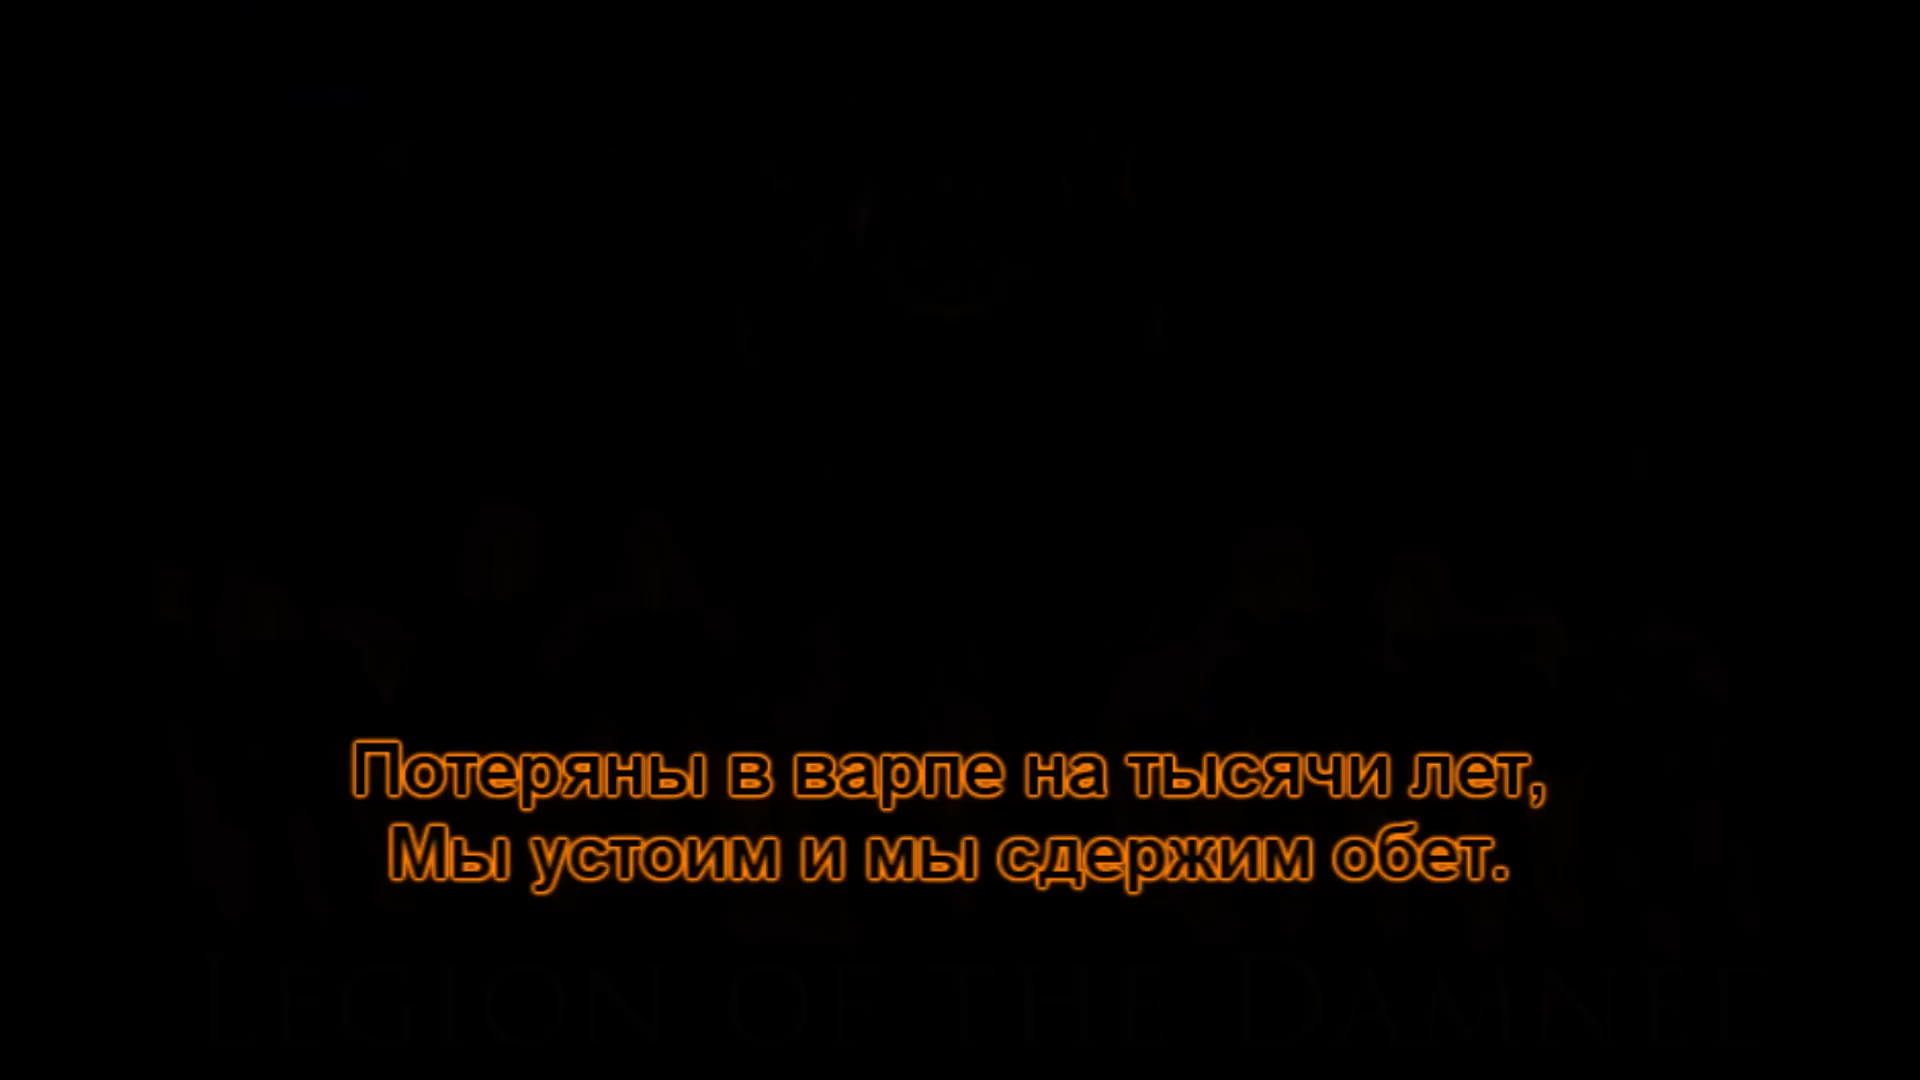 Потеряны в варпе на тысячи лет,
Мы устоим и мы сдержим обет.
LEGION OF THE DAMNED